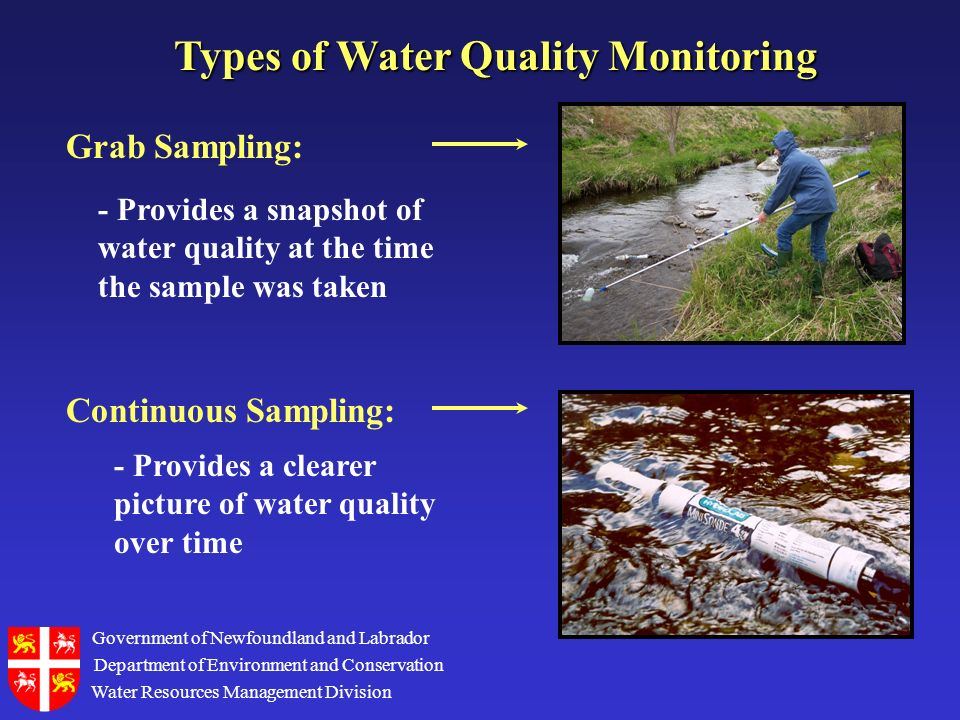 Types of Water Quality Monitoring
Grab Sampling:
- Provides a snapshot of
water quality at the time
the sample was taken
Continuous Sampling:
- Provides a clearer
picture of water quality
over time
MINISONDE 4a
Government of Newfoundland and Labrador
Department of Environment and Conservation
Water Resources Management Division